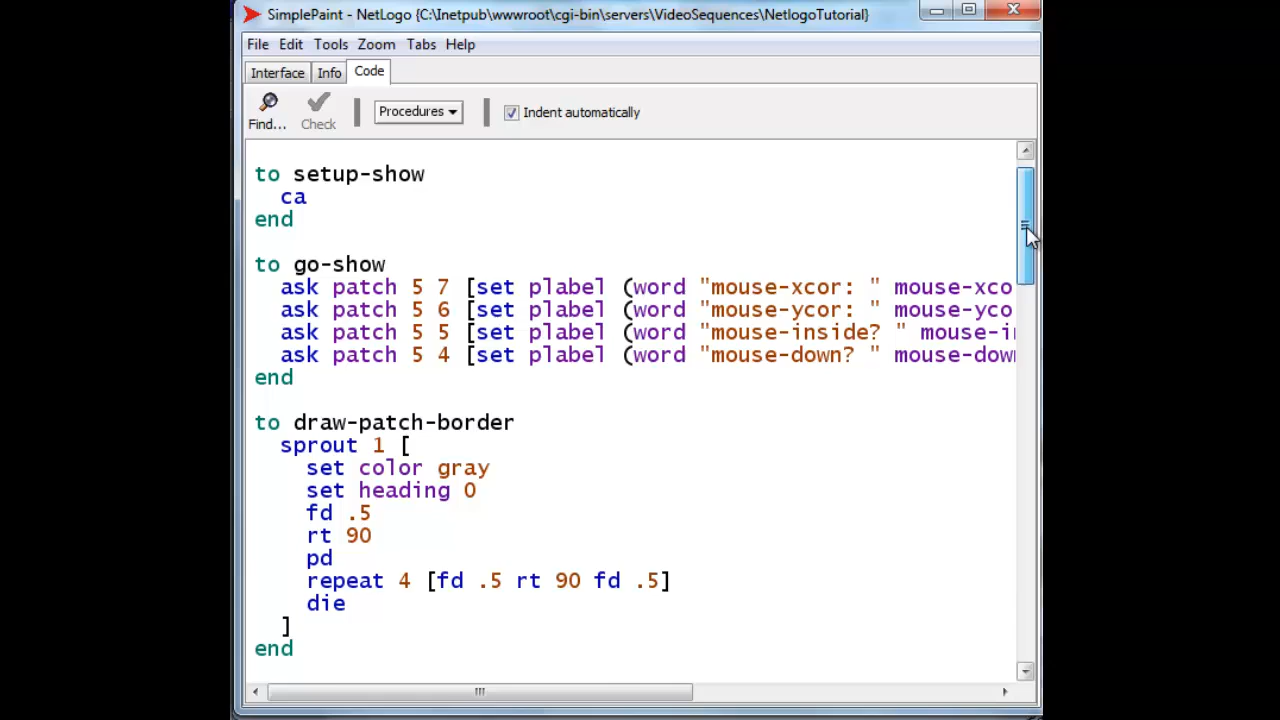 SimplePaint - NetLogo {C:\Inetpub\wwwroot\cgi-bin\servers\VideoSequences\NetlogoTutorial}
File Edit Tools Zoom Tabs Help
Interface Info Code
Find... Check Procedures Indent automatically
to setup-show
ca
end
to go-show
ask patch 5 7 [set plabel (word "mouse-xcor: " mouse-xco
ask patch 5 6 [set plabel (word "mouse-ycor: " mouse-yco
ask patch 5 5 [set plabel (word "mouse-inside? " mouse-i
ask patch 5 4 [set plabel (word "mouse-down? " mouse-dow
end
to draw-patch-border
sprout 1 [
set color gray
set heading 0
fd .5
rt 90
pd
repeat 4 [fd .5 rt 90 fd .5]
die
]
end